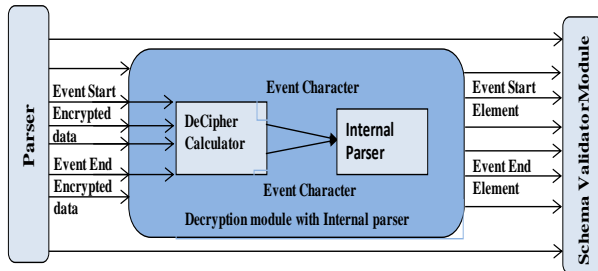 Parser
Event Start
Encrypted
data
Event End
Encrypted
data
Event Character
DeCipher
Calculator
Internal
Parser
Event Character
Decryption module with Internal parser
Event Start
Element
Event End
Element
Schema ValidatorModule